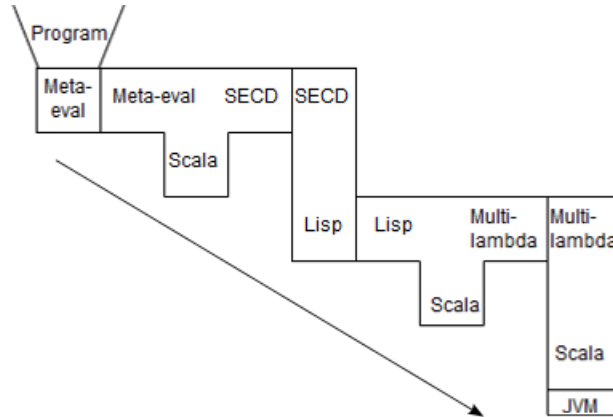 Program
Meta-
eval
Meta-eval SECD
SECD
Scala
Lisp
Lisp
Multi-
lambda
Multi-
lambda
Scala
Scala
JVM